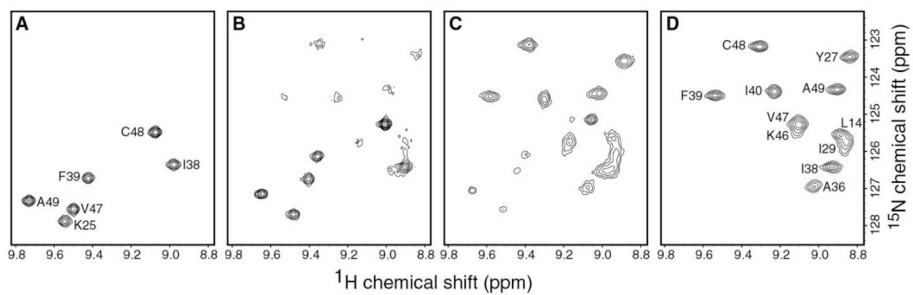 A
C48
I38
F39
A49
V47
K25
9.8 9.6 9.4 9.2 9.0 8.8
B
9.8 9.6 9.4 9.2 9.0 8.8
C
9.8 9.6 9.4 9.2 9.0 8.8
D
C48
Y27
F39
I40
A49
V47
L14
K46
I29
I38
A36
9.8 9.6 9.4 9.2 9.0 8.8
123
124
125
126
127
128
15N chemical shift (ppm)
1H chemical shift (ppm)